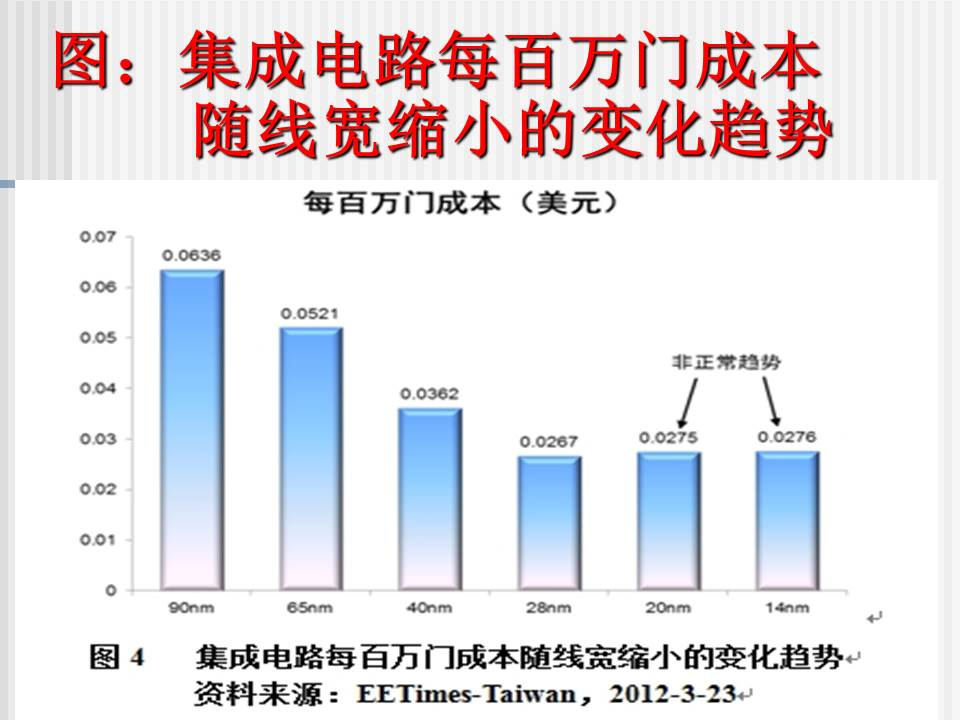 图：集成电路每百万门成本
随线宽缩小的变化趋势
每百万门成本（美元）
0.07
0.06
0.05
0.04
0.03
0.02
0.01
0
0.0636
0.0521
0.0362
0.0267
0.0275
0.0276
非正常趋势
90nm
65nm
40nm
28nm
20nm
14nm
图 4 集成电路每百万门成本随线宽缩小的变化趋势
资料来源：EETimes-Taiwan，2012-3-23